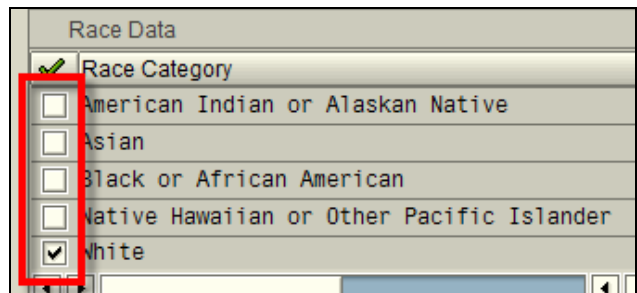 Race Data
Race Category
American Indian or Alaskan Native
Asian
Black or African American
Native Hawaiian or Other Pacific Islander
White